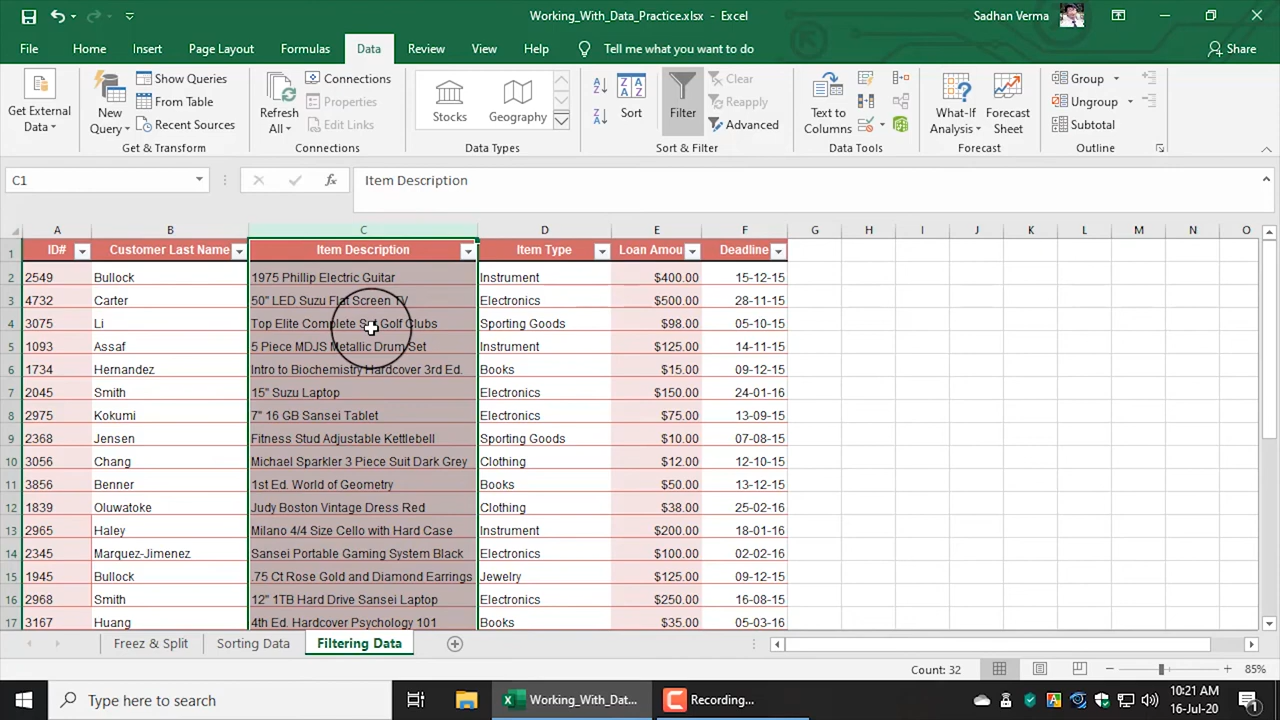 Working_With_Data_Practice.xlsx - Excel
Sadhan Verma
File Home Insert Page Layout Formulas Data Review View Help Tell me what you want to do Share
Get External Data
New Query
Show Queries
From Table
Recent Sources
Get & Transform
Refresh All
Connections
Properties
Edit Links
Connections
Stocks
Geography
Data Types
Sort
Filter
Clear
Reapply
Advanced
Sort & Filter
Text to Columns
Data Tools
What-If Analysis
Forecast Sheet
Forecast
Group
Ungroup
Subtotal
Outline
C1 fx Item Description
A B C D E F G H I J K L M N O
1 ID# Customer Last Name Item Description Item Type Loan Amou Deadline
2 2549 Bullock 1975 Phillip Electric Guitar Instrument $400.00 15-12-15
3 4732 Carter 50" LED Suzu Flat Screen TV Electronics $500.00 28-11-15
4 3075 Li Top Elite Complete Set Golf Clubs Sporting Goods $98.00 05-10-15
5 1093 Assaf 5 Piece MDJS Metallic Drum Set Instrument $125.00 14-11-15
6 1734 Hernandez Intro to Biochemistry Hardcover 3rd Ed. Books $15.00 09-12-15
7 2045 Smith 15" Suzu Laptop Electronics $150.00 24-01-16
8 2975 Kokumi 7" 16 GB Sansei Tablet Electronics $75.00 13-09-15
9 2368 Jensen Fitness Stud Adjustable Kettlebell Sporting Goods $10.00 07-08-15
10 3056 Chang Michael Sparkler 3 Piece Suit Dark Grey Clothing $12.00 12-10-15
11 3856 Benner 1st Ed. World of Geometry Books $50.00 13-12-15
12 1839 Oluwatoke Judy Boston Vintage Dress Red Clothing $38.00 25-02-16
13 2965 Haley Milano 4/4 Size Cello with Hard Case Instrument $200.00 18-01-16
14 2345 Marquez-Jimenez Sansei Portable Gaming System Black Electronics $100.00 02-02-16
15 1945 Bullock .75 Ct Rose Gold and Diamond Earrings Jewelry $125.00 09-12-15
16 2968 Smith 12" 1TB Hard Drive Sansei Laptop Electronics $250.00 16-08-15
17 3167 Huang 4th Ed. Hardcover Psychology 101 Books $35.00 05-03-16
Freez & Split Sorting Data Filtering Data
Count: 32 85%
Type here to search
Working_With_Dat...
Recording...
10:21 AM
16-Jul-20
1